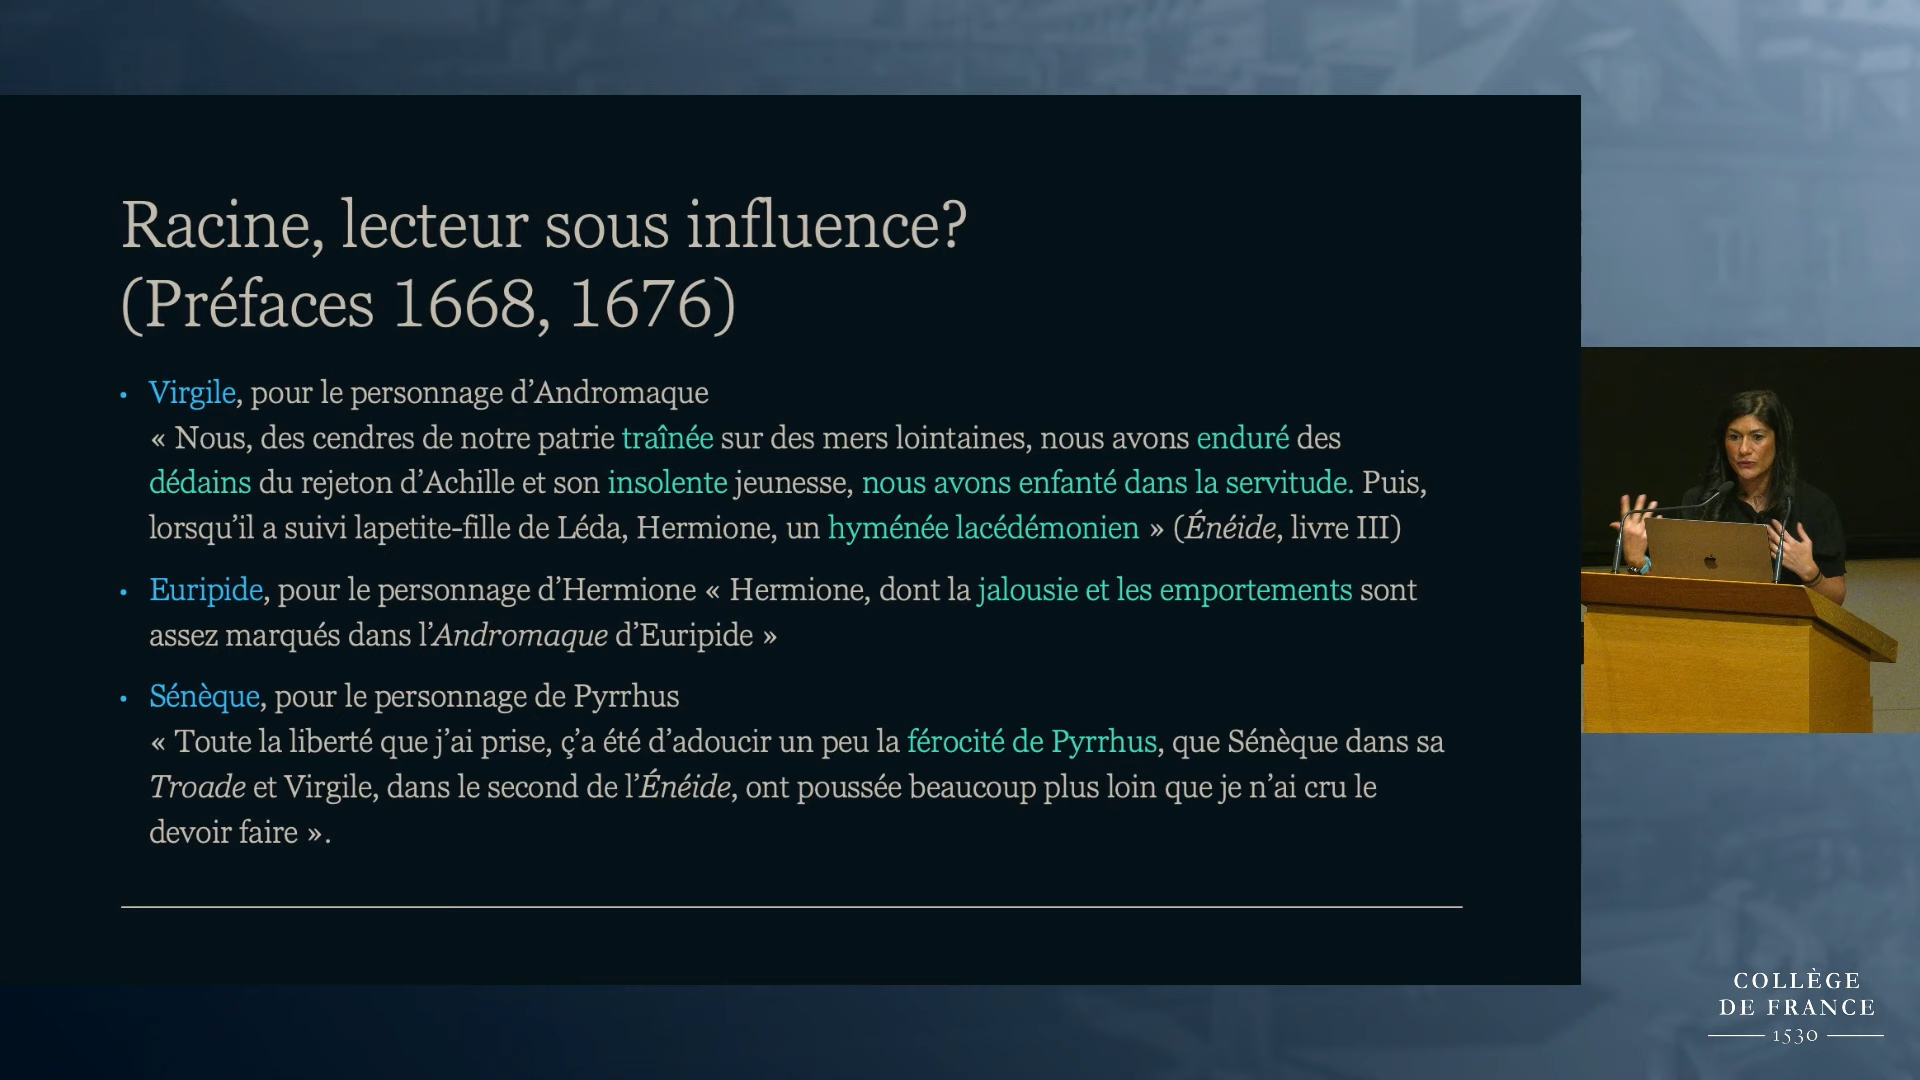 Racine, lecteur sous influence?
(Préfaces 1668, 1676)
• Virgile, pour le personnage d’Andromaque
« Nous, des cendres de notre patrie traînée sur des mers lointaines, nous avons enduré des
dédains du rejeton d’Achille et son insolente jeunesse, nous avons enfanté dans la servitude. Puis,
lorsqu’il a suivi lapetite-fille de Léda, Hermione, un hyménée lacédémonien » (Énéide, livre III)
• Euripide, pour le personnage d’Hermione « Hermione, dont la jalousie et les emportements sont
assez marqués dans l’Andromaque d’Euripide »
• Sénèque, pour le personnage de Pyrrhus
« Toute la liberté que j’ai prise, ç’a été d’adoucir un peu la férocité de Pyrrhus, que Sénèque dans sa
Troade et Virgile, dans le second de l’Énéide, ont poussée beaucoup plus loin que je n’ai cru le
devoir faire ».
COLLÈGE
DE FRANCE
1530